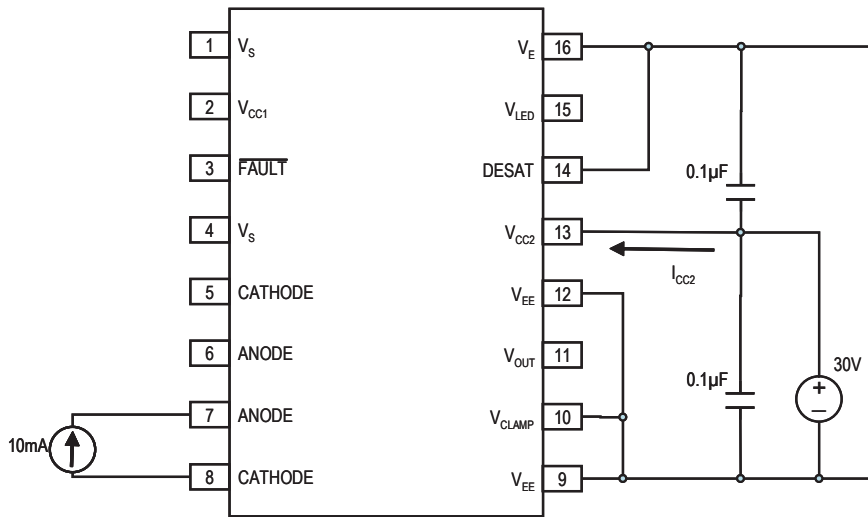 1 VS
2 VCC1
3 FAULT
4 VS
5 CATHODE
6 ANODE
7 ANODE
8 CATHODE
10mA
VE 16
VLED 15
DESAT 14
VCC2 13
VEE 12
VOUT 11
VCLAMP 10
VEE 9
0.1µF
ICC2
0.1µF
30V
+
–